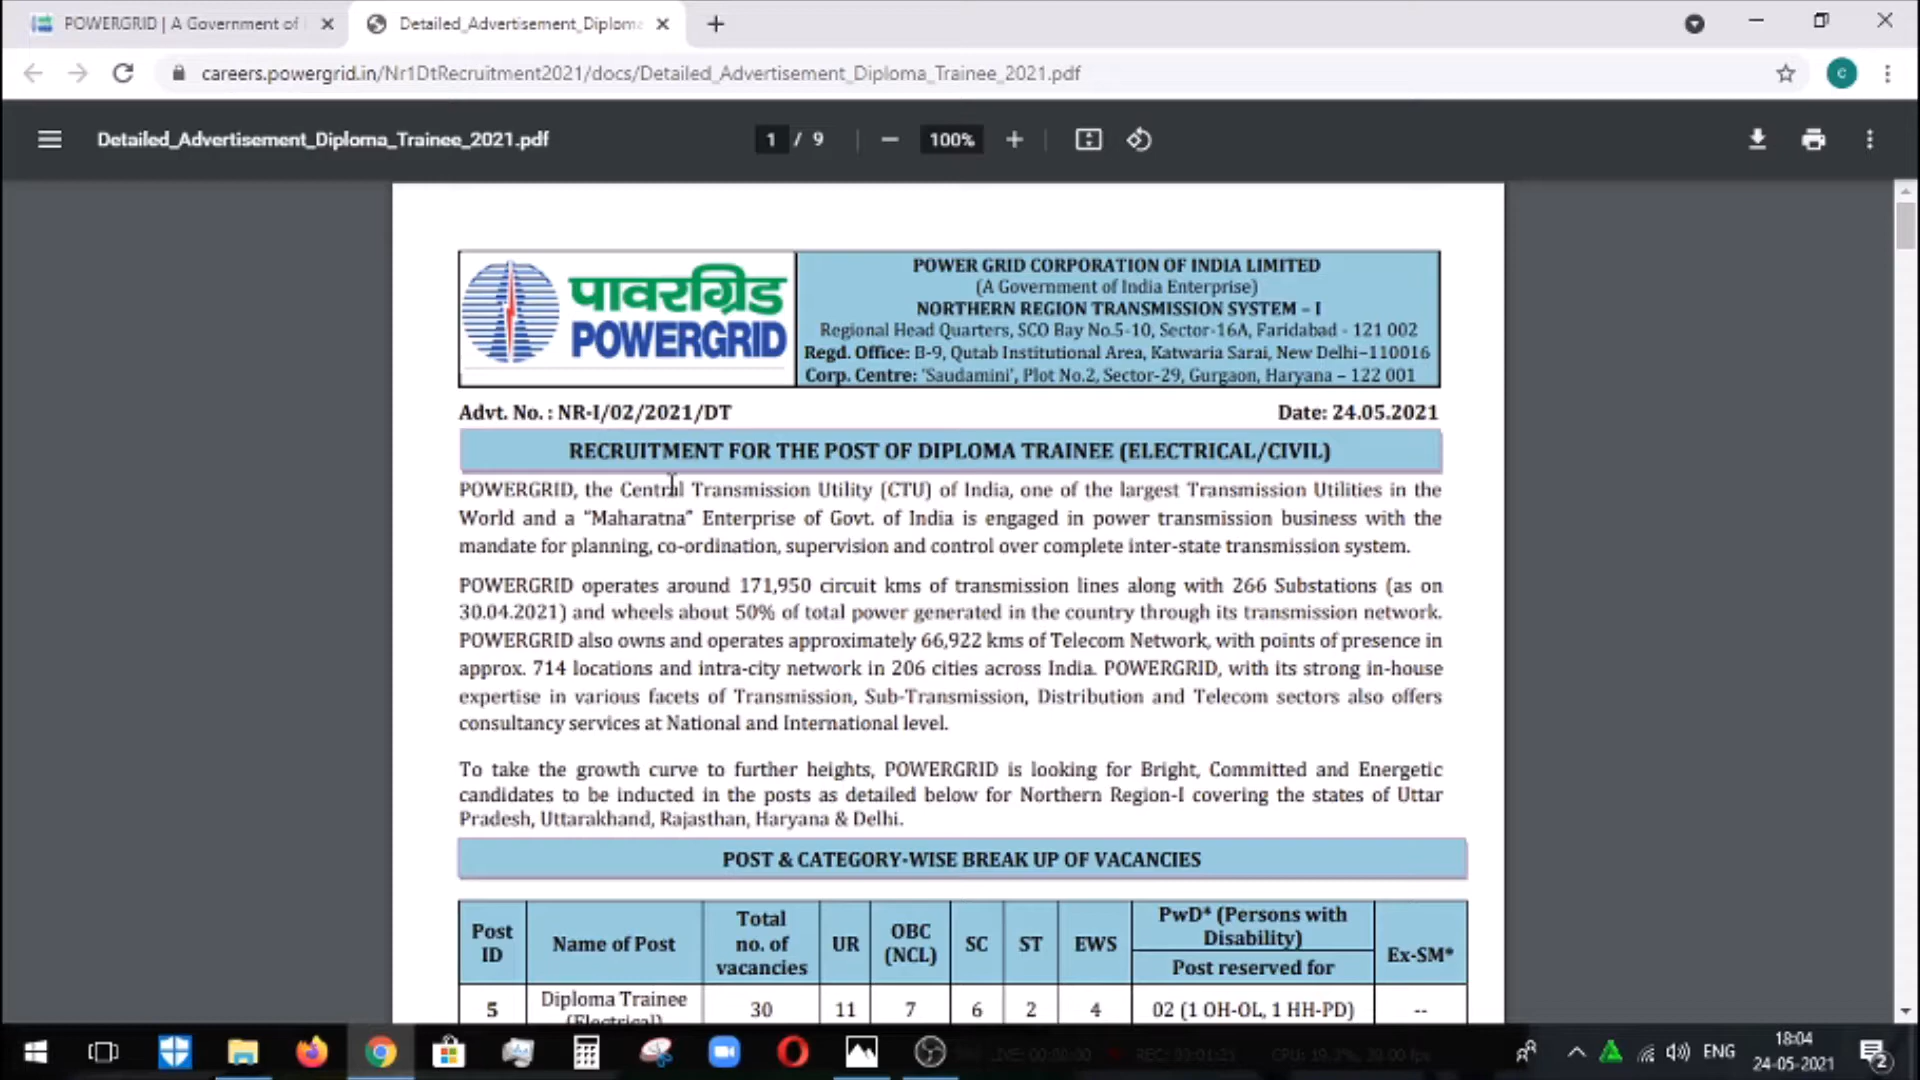 POWERGRID | A Government of I
Detailed_Advertisement_Diploma
careers.powergrid.in/Nr1DtRecruitment2021/docs/Detailed_Advertisement_Diploma_Trainee_2021.pdf
C
Detailed_Advertisement_Diploma_Trainee_2021.pdf
1 / 9
100%
पावरग्रिड
POWERGRID
POWER GRID CORPORATION OF INDIA LIMITED
(A Government of India Enterprise)
NORTHERN REGION TRANSMISSION SYSTEM – I
Regional Head Quarters, SCO Bay No.5-10, Sector-16A, Faridabad - 121 002
Regd. Office: B-9, Qutab Institutional Area, Katwaria Sarai, New Delhi–110016
Corp. Centre: 'Saudamini', Plot No.2, Sector-29, Gurgaon, Haryana – 122 001
Advt. No. : NR-I/02/2021/DT Date: 24.05.2021
RECRUITMENT FOR THE POST OF DIPLOMA TRAINEE (ELECTRICAL/CIVIL)
POWERGRID, the Central Transmission Utility (CTU) of India, one of the largest Transmission Utilities in the
World and a “Maharatna” Enterprise of Govt. of India is engaged in power transmission business with the
mandate for planning, co-ordination, supervision and control over complete inter-state transmission system.
POWERGRID operates around 171,950 circuit kms of transmission lines along with 266 Substations (as on
30.04.2021) and wheels about 50% of total power generated in the country through its transmission network.
POWERGRID also owns and operates approximately 66,922 kms of Telecom Network, with points of presence in
approx. 714 locations and intra-city network in 206 cities across India. POWERGRID, with its strong in-house
expertise in various facets of Transmission, Sub-Transmission, Distribution and Telecom sectors also offers
consultancy services at National and International level.
To take the growth curve to further heights, POWERGRID is looking for Bright, Committed and Energetic
candidates to be inducted in the posts as detailed below for Northern Region-I covering the states of Uttar
Pradesh, Uttarakhand, Rajasthan, Haryana & Delhi.
POST & CATEGORY-WISE BREAK UP OF VACANCIES
Post ID Name of Post Total no. of vacancies UR OBC (NCL) SC ST EWS PwD* (Persons with Disability) Post reserved for Ex-SM*
5 Diploma Trainee (Electrical) 30 11 7 6 2 4 02 (1 OH-OL, 1 HH-PD) --
LIVE: 00:00:00 REC: 00:01:21 CPU: 19.3%, 30.00 fps
ENG
18:04
24-05-2021
2